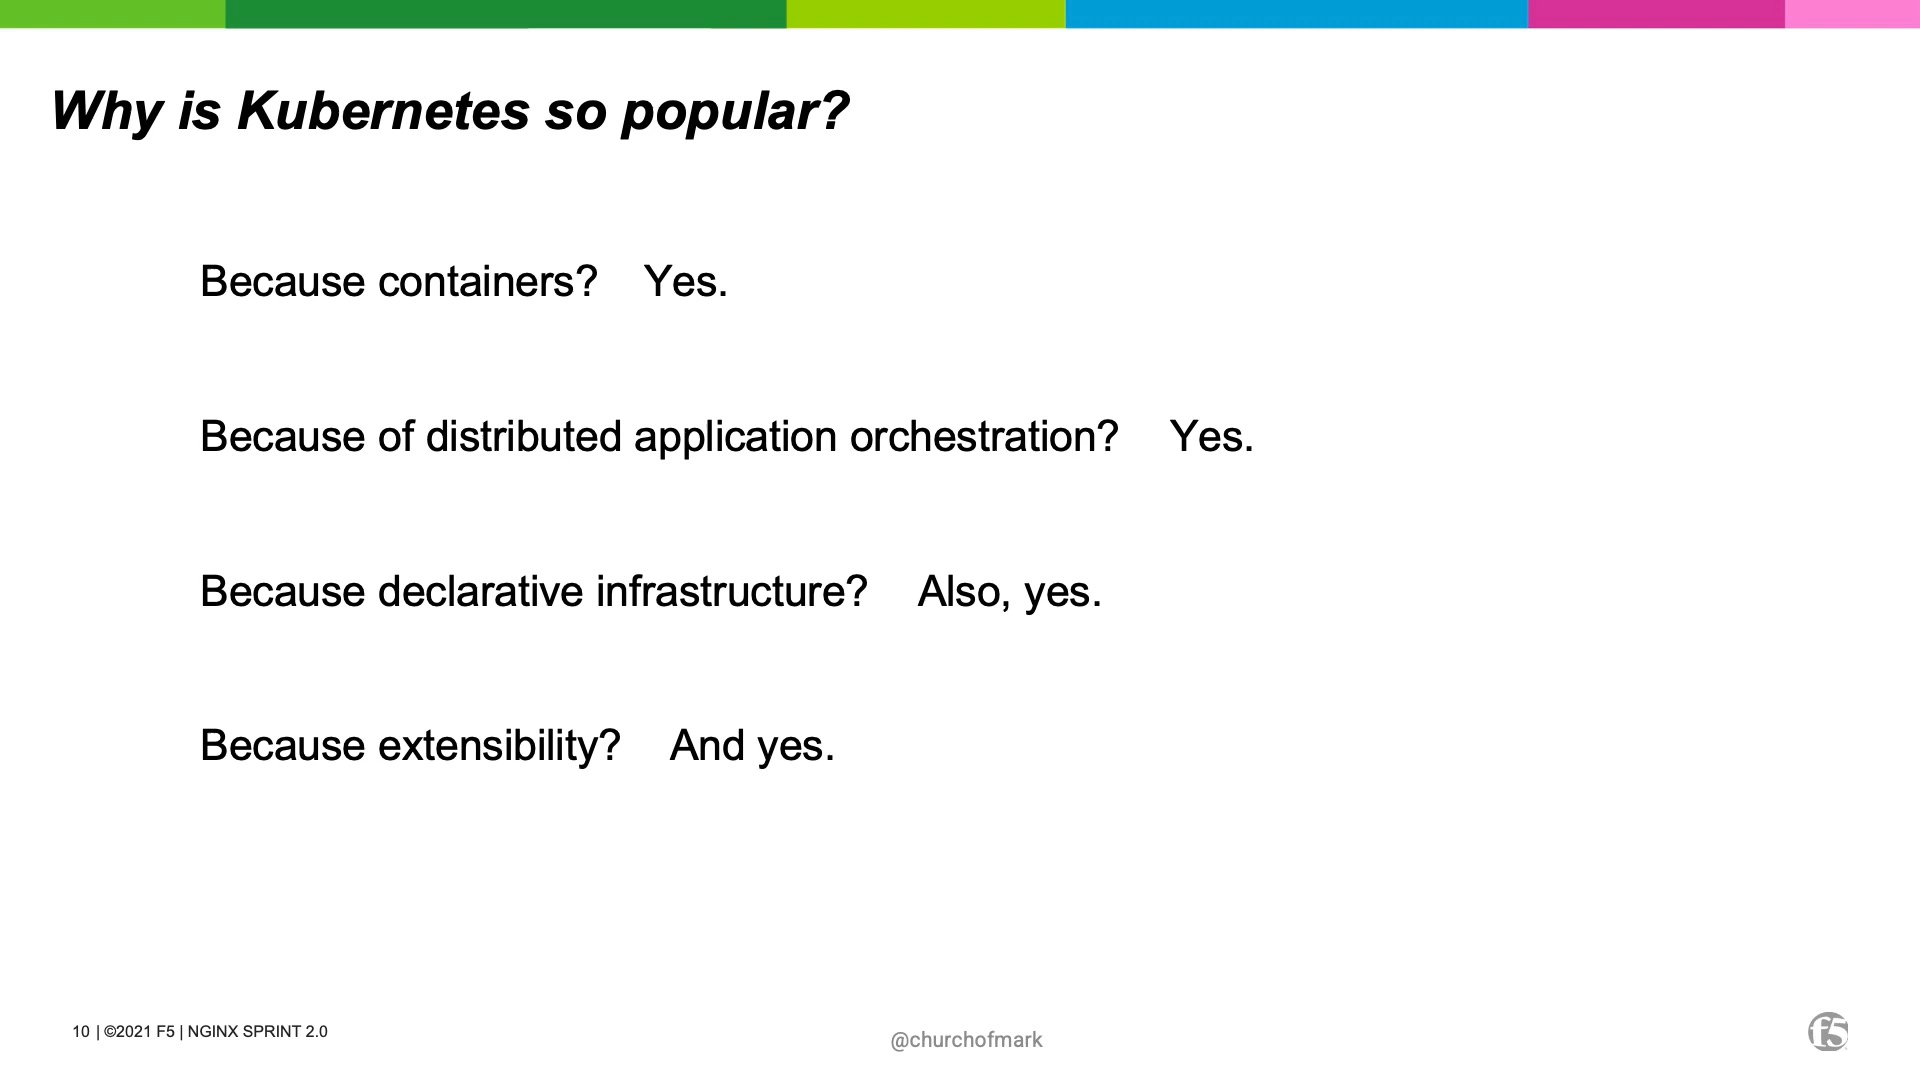 Why is Kubernetes so popular?
Because containers? Yes.
Because of distributed application orchestration? Yes.
Because declarative infrastructure? Also, yes.
Because extensibility? And yes.
10 | ©2021 F5 | NGINX SPRINT 2.0
@churchofmark
f5